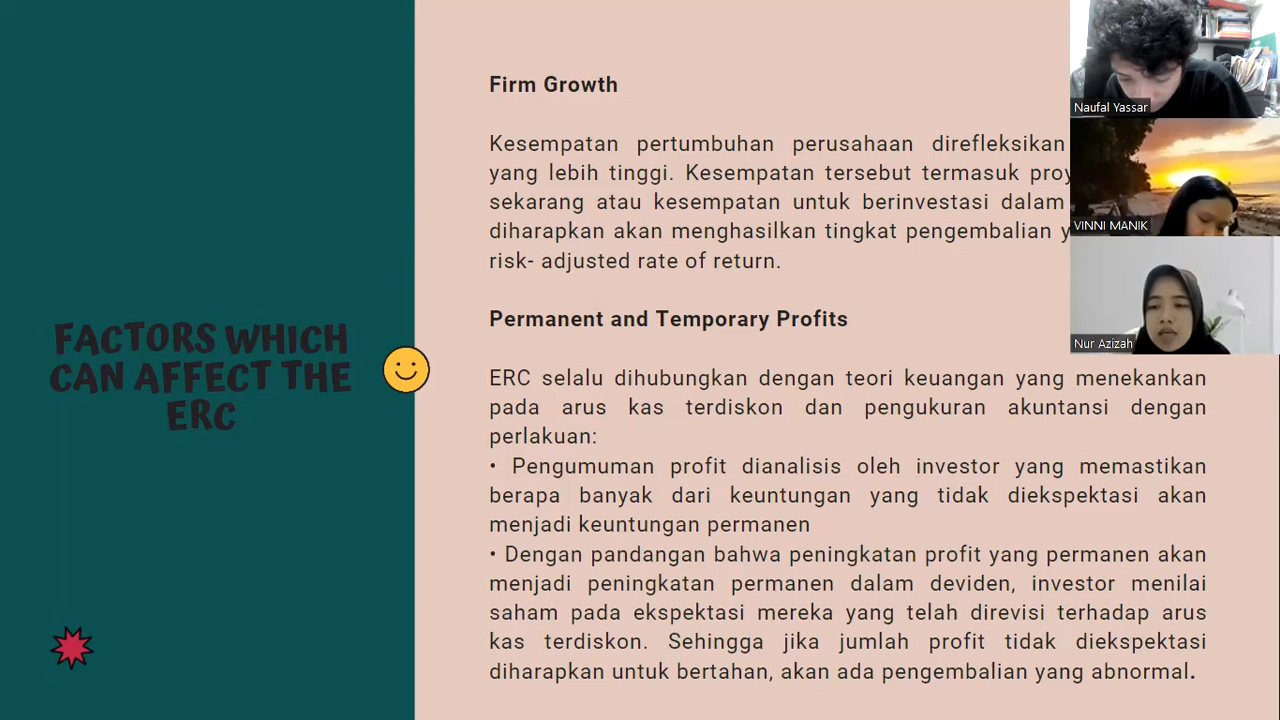 FACTORS WHICH
CAN AFFECT THE
ERC
Firm Growth
Kesempatan pertumbuhan perusahaan direfleksikan
yang lebih tinggi. Kesempatan tersebut termasuk
sekarang atau kesempatan untuk berinvestasi dalam
diharapkan akan menghasilkan tingkat pengembalian
risk- adjusted rate of return.
Permanent and Temporary Profits
ERC selalu dihubungkan dengan teori keuangan yang menekankan
pada arus kas terdiskon dan pengukuran akuntansi dengan
perlakuan:
• Pengumuman profit dianalisis oleh investor yang memastikan
berapa banyak dari keuntungan yang tidak diekspektasi akan
menjadi keuntungan permanen
• Dengan pandangan bahwa peningkatan profit yang permanen akan
menjadi peningkatan permanen dalam deviden, investor menilai
saham pada ekspektasi mereka yang telah direvisi terhadap arus
kas terdiskon. Sehingga jika jumlah profit tidak diekspektasi
diharapkan untuk bertahan, akan ada pengembalian yang abnormal.
Naufal Yassar
VINNI MANIK
Nur Azizah